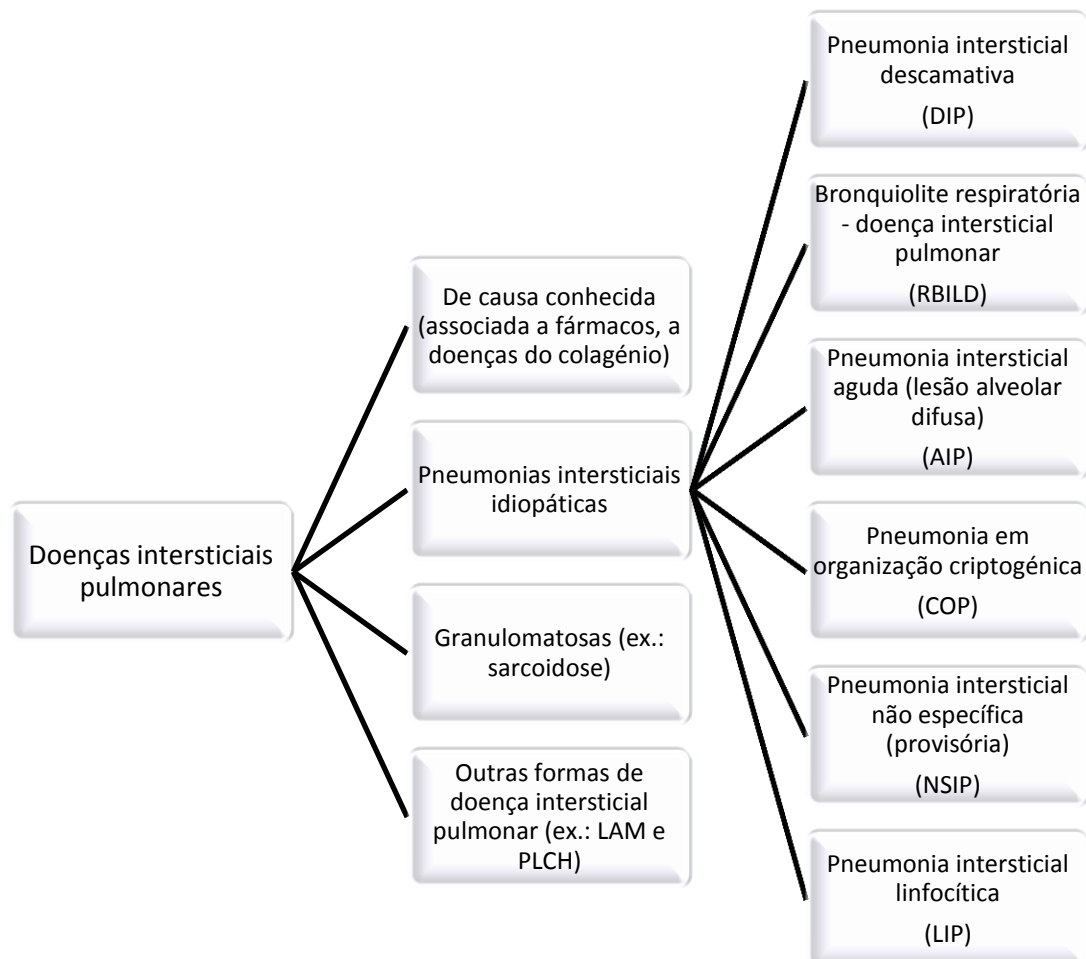 Doenças intersticiais
pulmonares
De causa conhecida
(associada a fármacos, a
doenças do colagénio)
Pneumonias intersticiais
idiopáticas
Granulomatosas (ex.:
sarcoidose)
Outras formas de
doença intersticial
pulmonar (ex.: LAM e
PLCH)
Pneumonia intersticial
descamativa
(DIP)
Bronquiolite respiratória
- doença intersticial
pulmonar
(RBILD)
Pneumonia intersticial
aguda (lesão alveolar
difusa)
(AIP)
Pneumonia em
organização criptogénica
(COP)
Pneumonia intersticial
não específica
(provisória)
(NSIP)
Pneumonia intersticial
linfocítica
(LIP)